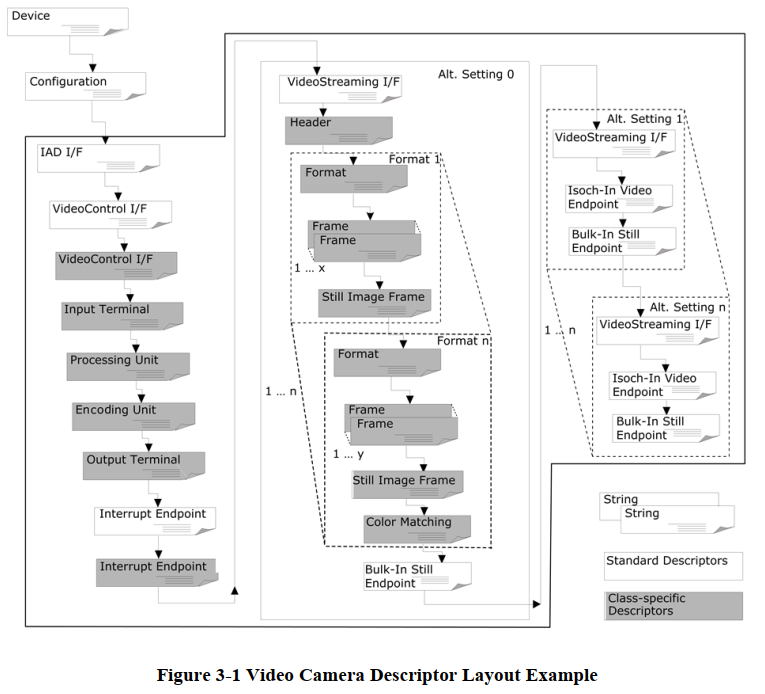 Device
Configuration
IAD I/F
VideoControl I/F
VideoControl I/F
Input Terminal
Processing Unit
Encoding Unit
Output Terminal
Interrupt Endpoint
Interrupt Endpoint
Alt. Setting 0
VideoStreaming I/F
Header
Format 1
Format
Frame
Frame
1 ... x
Still Image Frame
Format n
Format
1 ... n
Frame
Frame
1 ... y
Still Image Frame
Color Matching
Bulk-In Still
Endpoint
Alt. Setting 1
VideoStreaming I/F
Isoch-In Video
Endpoint
Bulk-In Still
Endpoint
Alt. Setting n
VideoStreaming I/F
1 ... n
Isoch-In Video
Endpoint
Bulk-In Still
Endpoint
String
String
Standard Descriptors
Class-specific
Descriptors
Figure 3-1 Video Camera Descriptor Layout Example